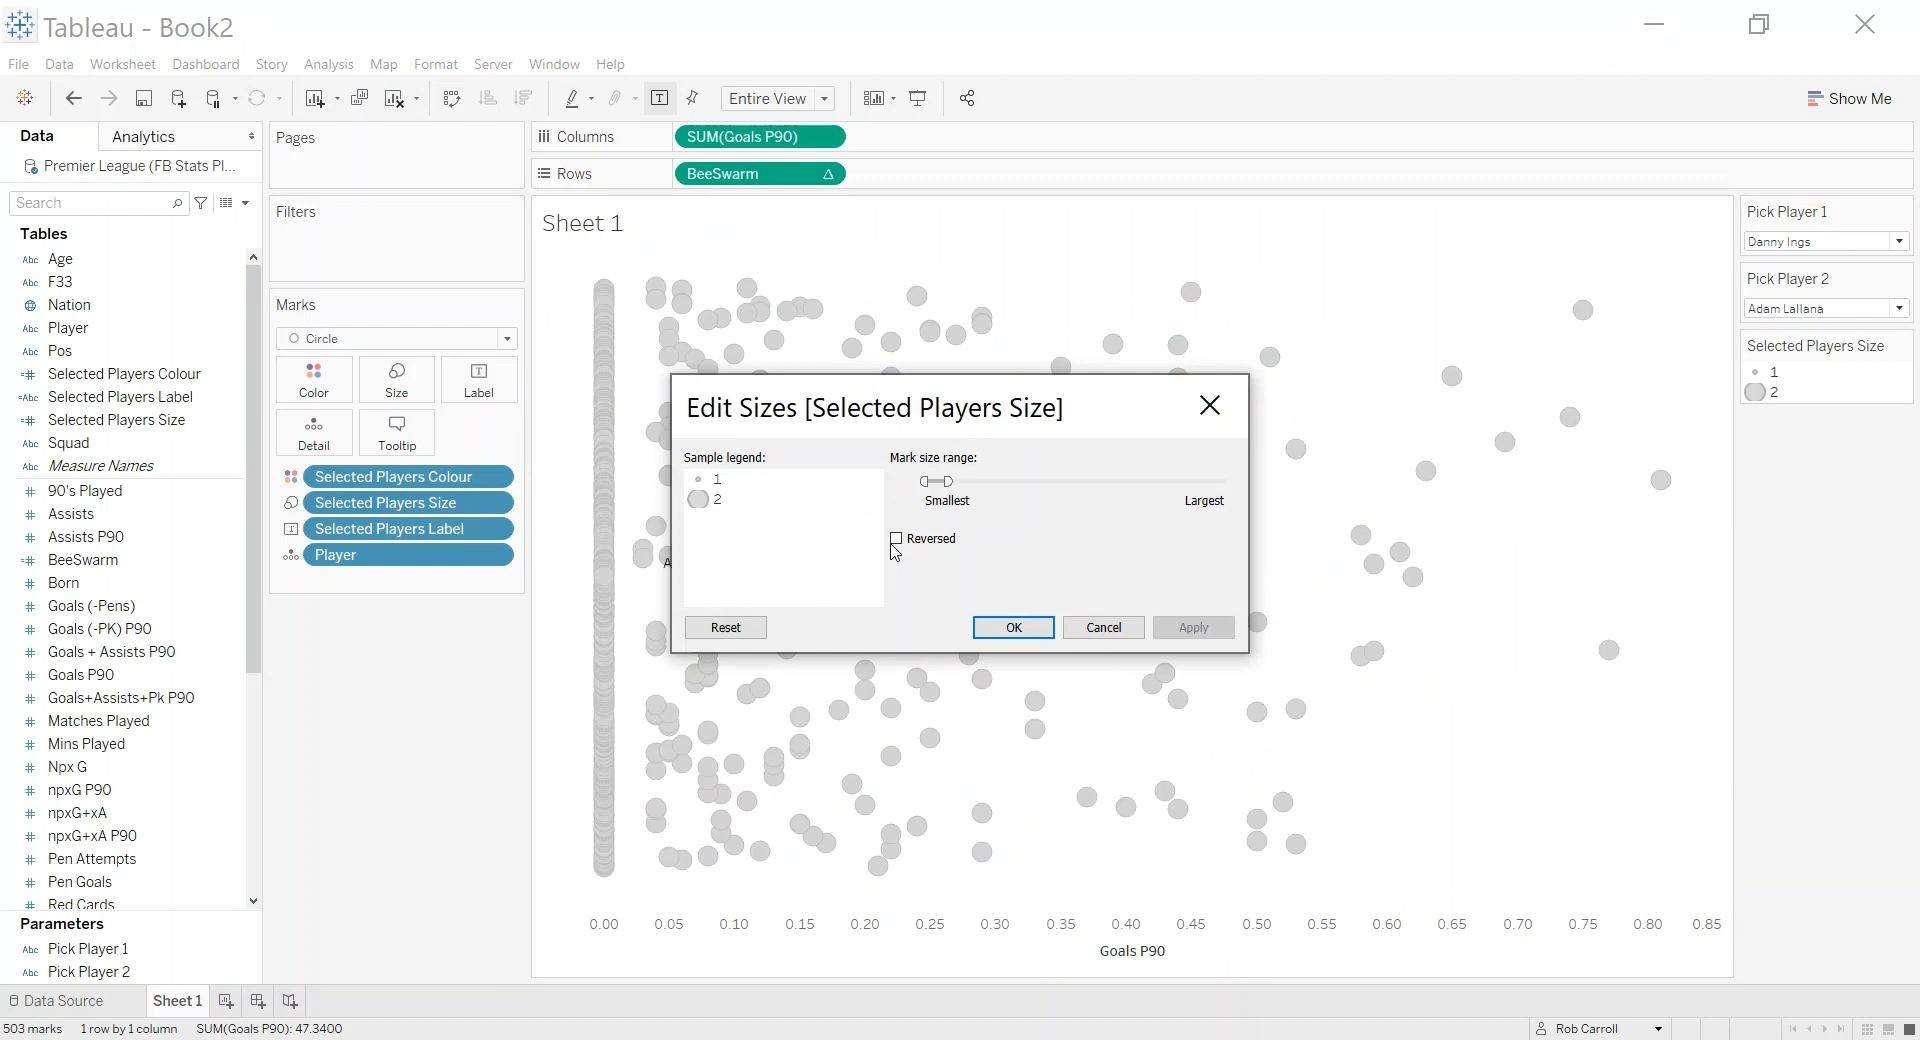 Tableau - Book2
File Data Worksheet Dashboard Story Analysis Map Format Server Window Help
Entire View
Show Me
Data Analytics
Premier League (FB Stats Pl...
Search
Tables
Abc Age
Abc F33
Nation
Abc Player
Abc Pos
=# Selected Players Colour
=Abc Selected Players Label
=# Selected Players Size
Abc Squad
Abc Measure Names
# 90's Played
# Assists
# Assists P90
=# BeeSwarm
# Born
# Goals (-Pens)
# Goals (-PK) P90
# Goals + Assists P90
# Goals P90
# Goals+Assists+Pk P90
# Matches Played
# Mins Played
# Npx G
# npxG P90
# npxG+xA
# npxG+xA P90
# Pen Attempts
# Pen Goals
# Red Cards
Parameters
Abc Pick Player 1
Abc Pick Player 2
Pages
Filters
Marks
Circle
Color Size Label
Detail Tooltip
Selected Players Colour
Selected Players Size
Selected Players Label
Player
Columns SUM(Goals P90)
Rows BeeSwarm
Sheet 1
A
0.00 0.05 0.10 0.15 0.20 0.25 0.30 0.35 0.40 0.45 0.50 0.55 0.60 0.65 0.70 0.75 0.80 0.85
Goals P90
Edit Sizes [Selected Players Size]
Sample legend:
1
2
Mark size range:
Smallest Largest
Reversed
Reset OK Cancel Apply
Pick Player 1
Danny Ings
Pick Player 2
Adam Lallana
Selected Players Size
1
2
Data Source Sheet 1
503 marks 1 row by 1 column SUM(Goals P90): 47.3400
Rob Carroll